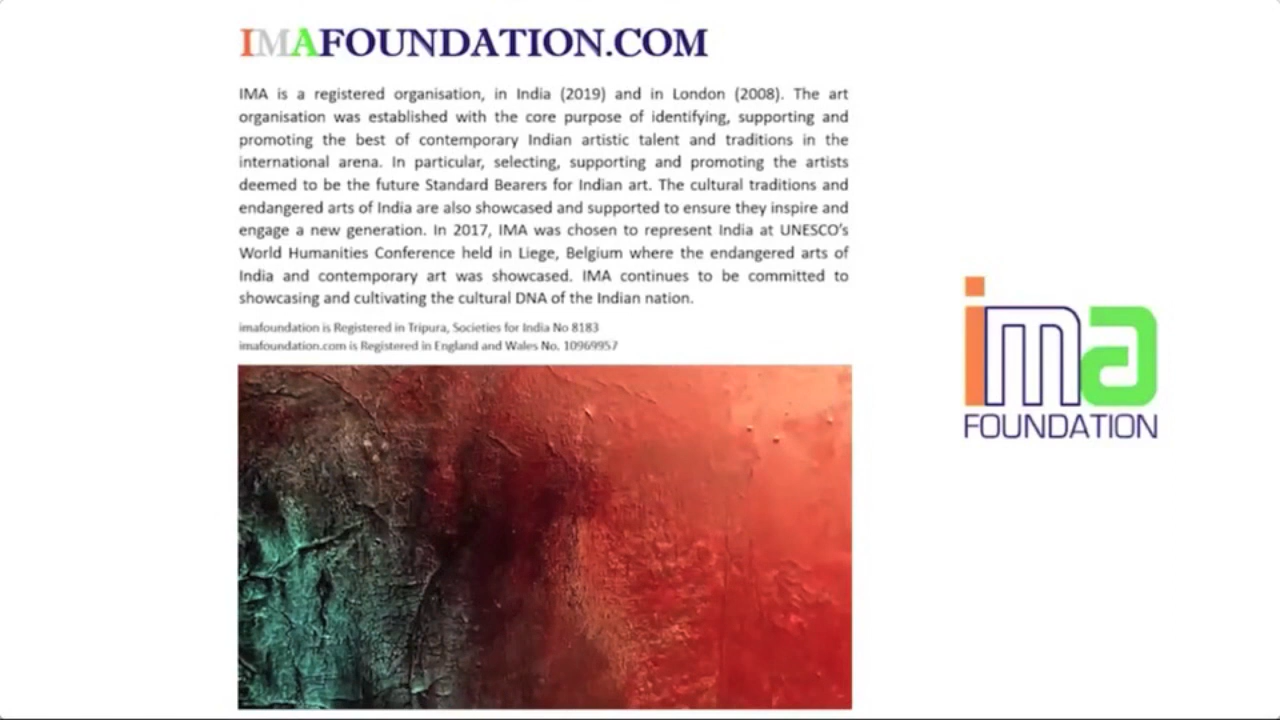 IMAFOUNDATION.COM
IMA is a registered organisation, in India (2019) and in London (2008). The art
organisation was established with the core purpose of identifying, supporting and
promoting the best of contemporary Indian artistic talent and traditions in the
international arena. In particular, selecting, supporting and promoting the artists
deemed to be the future Standard Bearers for Indian art. The cultural traditions and
endangered arts of India are also showcased and supported to ensure they inspire and
engage a new generation. In 2017, IMA was chosen to represent India at UNESCO's
World Humanities Conference held in Liege, Belgium where the endangered arts of
India and contemporary art was showcased. IMA continues to be committed to
showcasing and cultivating the cultural DNA of the Indian nation.
imafoundation is Registered in Tripura, Societies for India No 8183
imafoundation.com is Registered in England and Wales No. 10969957
ima
FOUNDATION